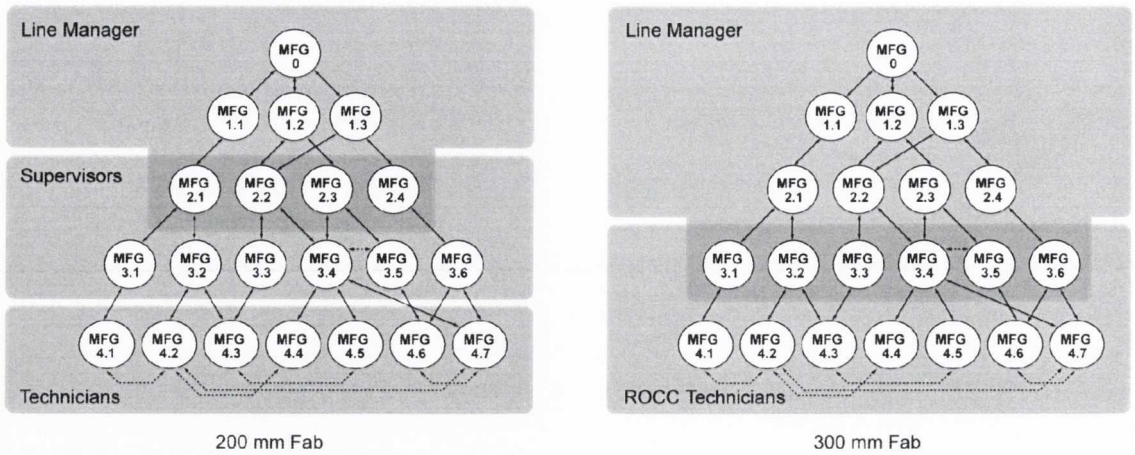 Line Manager
MFG
0
MFG
1.1
MFG
1.2
MFG
1.3
Supervisors
MFG
2.1
MFG
2.2
MFG
2.3
MFG
2.4
MFG
3.1
MFG
3.2
MFG
3.3
MFG
3.4
MFG
3.5
MFG
3.6
MFG
4.1
MFG
4.2
MFG
4.3
MFG
4.4
MFG
4.5
MFG
4.6
MFG
4.7
Technicians
200 mm Fab
Line Manager
MFG
0
MFG
1.1
MFG
1.2
MFG
1.3
MFG
2.1
MFG
2.2
MFG
2.3
MFG
2.4
MFG
3.1
MFG
3.2
MFG
3.3
MFG
3.4
MFG
3.5
MFG
3.6
MFG
4.1
MFG
4.2
MFG
4.3
MFG
4.4
MFG
4.5
MFG
4.6
MFG
4.7
ROCC Technicians
300 mm Fab